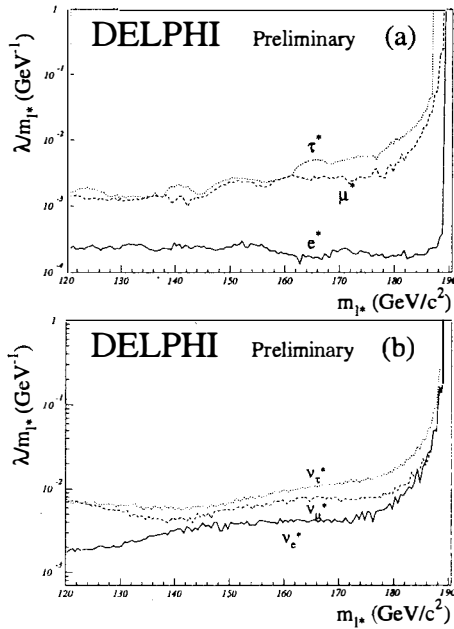 DELPHI Preliminary (a)
λ/m_l* (GeV⁻¹)
1
10⁻¹
10⁻²
10⁻³
10⁻⁴
τ*
μ*
e*
120 130 140 150 160 170 180 190
m_l* (GeV/c²)
DELPHI Preliminary (b)
λ/m_l* (GeV⁻¹)
1
10⁻¹
10⁻²
10⁻³
ν_τ*
ν_μ*
ν_e*
120 130 140 150 160 170 180 190
m_l* (GeV/c²)